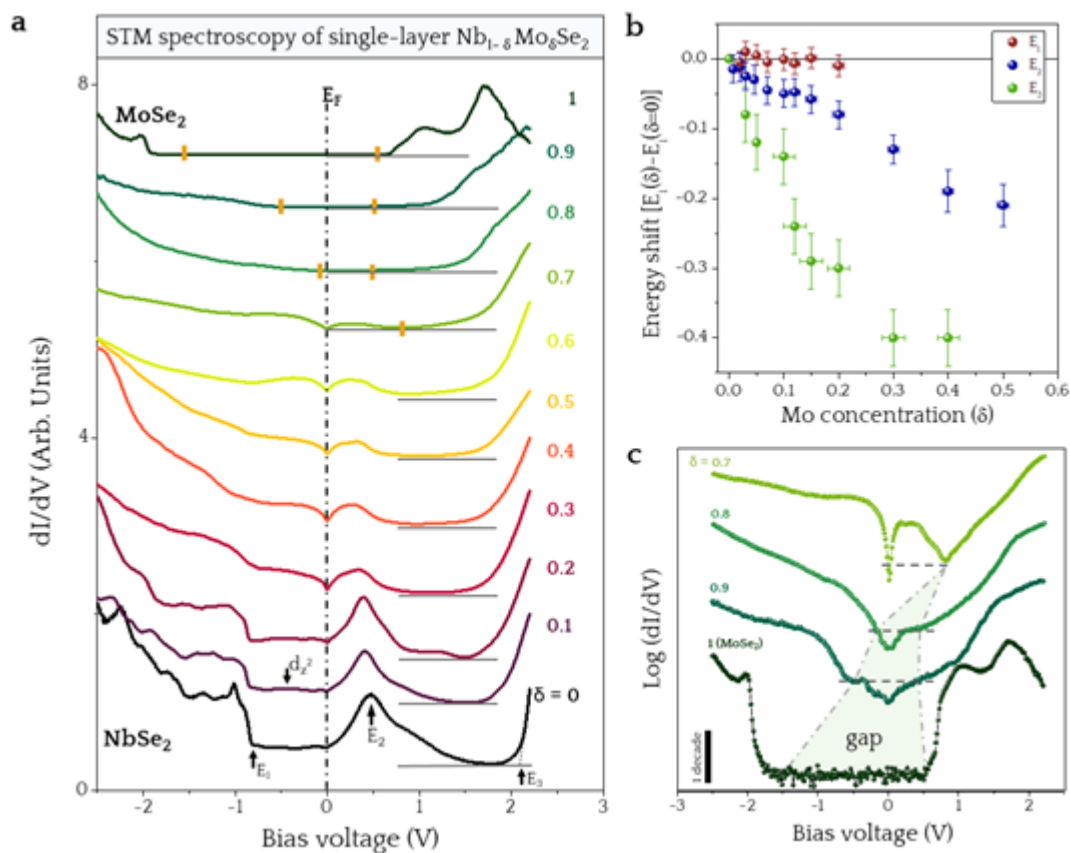 a
STM spectroscopy of single-layer Nb₁₋δMoδSe₂
8
4
0
dI/dV (Arb. Units)
E_F
MoSe₂
1
0.9
0.8
0.7
0.6
0.5
0.4
0.3
0.2
0.1
δ = 0
d_z²
NbSe₂
E₁
E₂
E₃
-2 -1 0 1 2 3
Bias voltage (V)
b
E₂
0.0
-0.1
-0.2
-0.3
-0.4
Energy shift [Eᵢ(δ)-Eᵢ(δ=0)]
0.0 0.1 0.2 0.3 0.4 0.5 0.6
Mo concentration (δ)
c
δ = 0.7
0.8
0.9
1 (MoSe₂)
gap
1 decade
Log (dI/dV)
-3 -2 -1 0 1 2 3
Bias voltage (V)